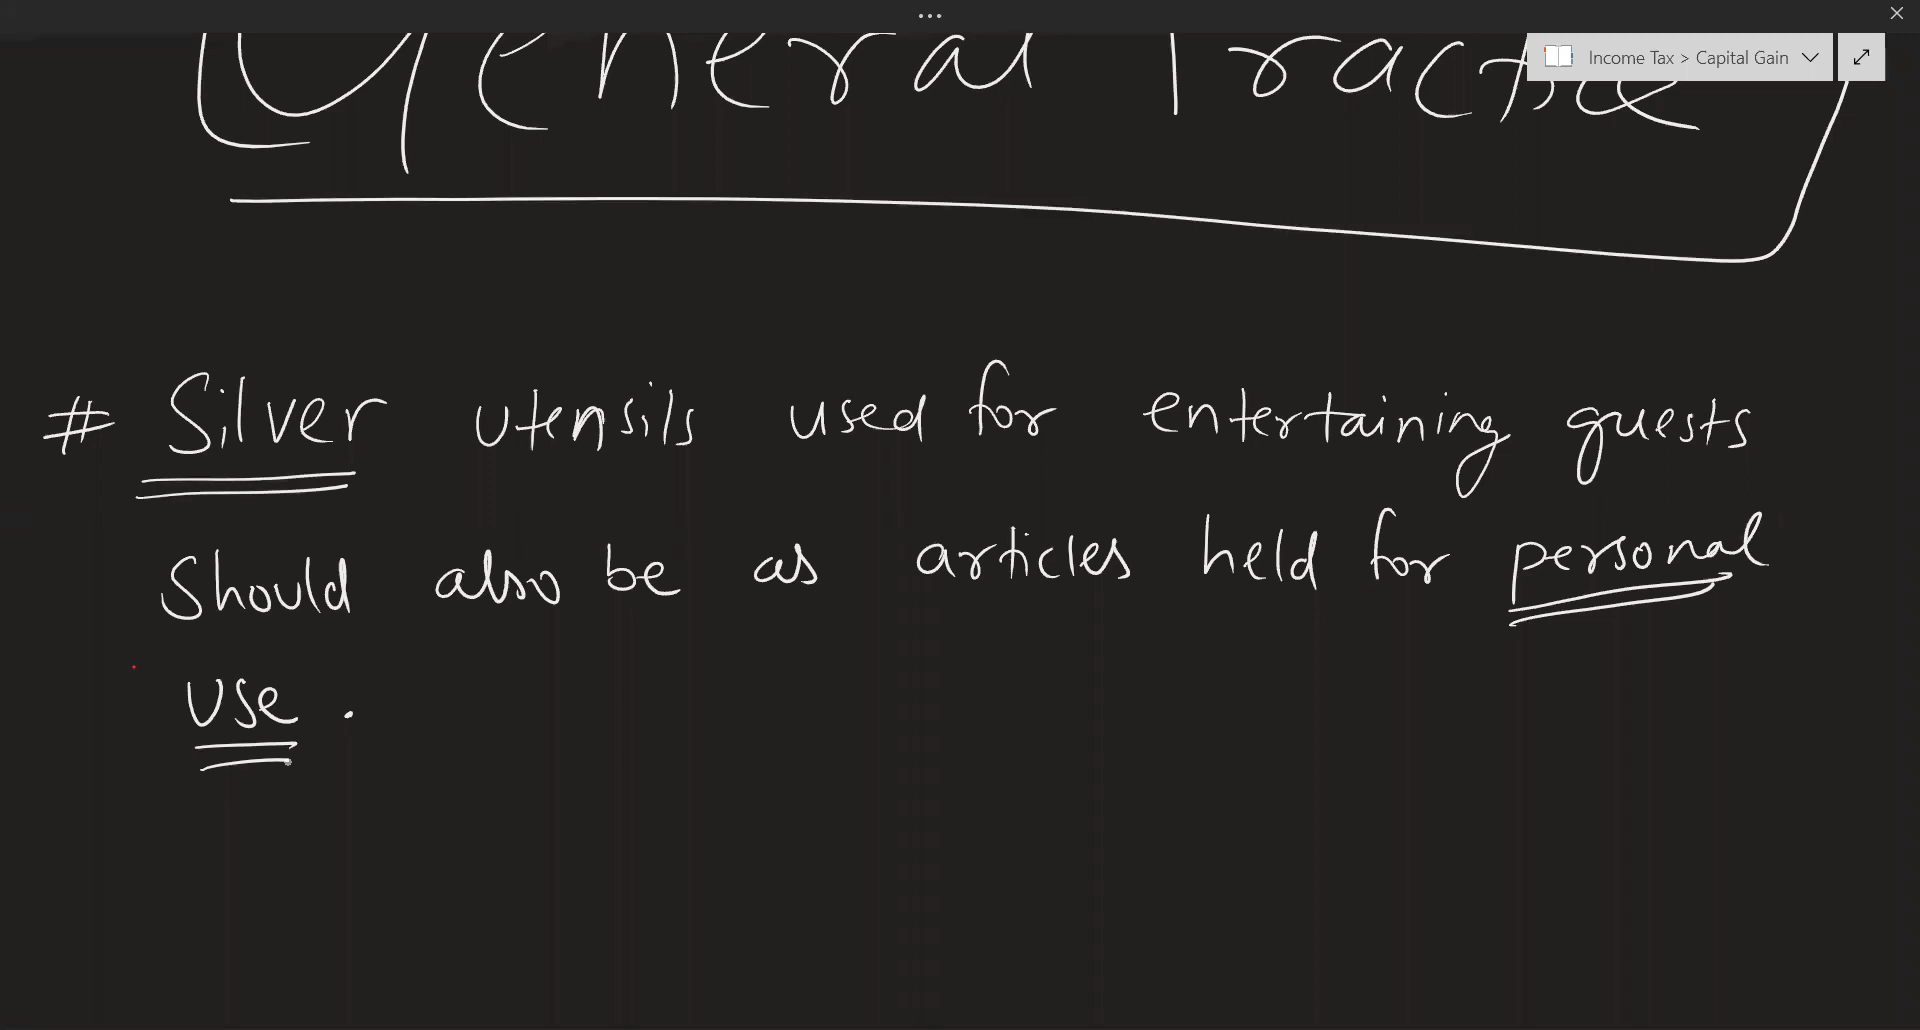 General Practice
Income Tax > Capital Gain
# Silver utensils used for entertaining guests
Should also be as articles held for personal
use.